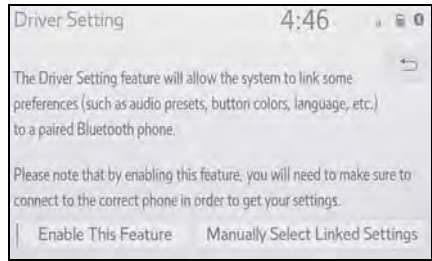 Driver Setting 4:46 0
The Driver Setting feature will allow the system to link some
preferences (such as audio presets, button colors, language, etc.)
to a paired Bluetooth phone.
Please note that by enabling this feature, you will need to make sure to
connect to the correct phone in order to get your settings.
Enable This Feature Manually Select Linked Settings